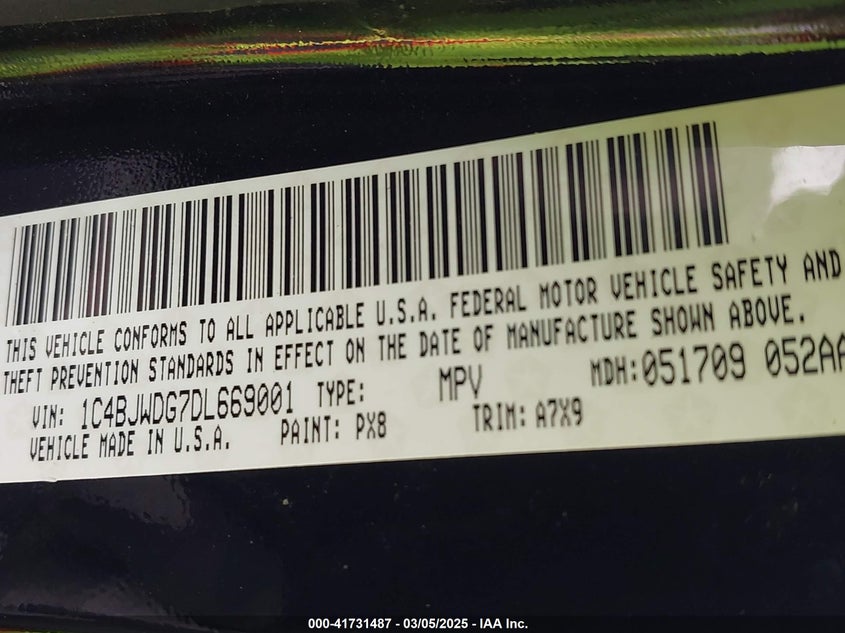 THIS VEHICLE CONFORMS TO ALL APPLICABLE U.S.A. FEDERAL MOTOR VEHICLE SAFETY AND
THEFT PREVENTION STANDARDS IN EFFECT ON THE DATE OF MANUFACTURE SHOWN ABOVE.
VIN: 1C4BJWDG7DL669001 TYPE: MPV MDH:051709 052AA
VEHICLE MADE IN U.S.A. PAINT: PX8 TRIM: A7X9
000-41731487 - 03/05/2025 - IAA Inc.